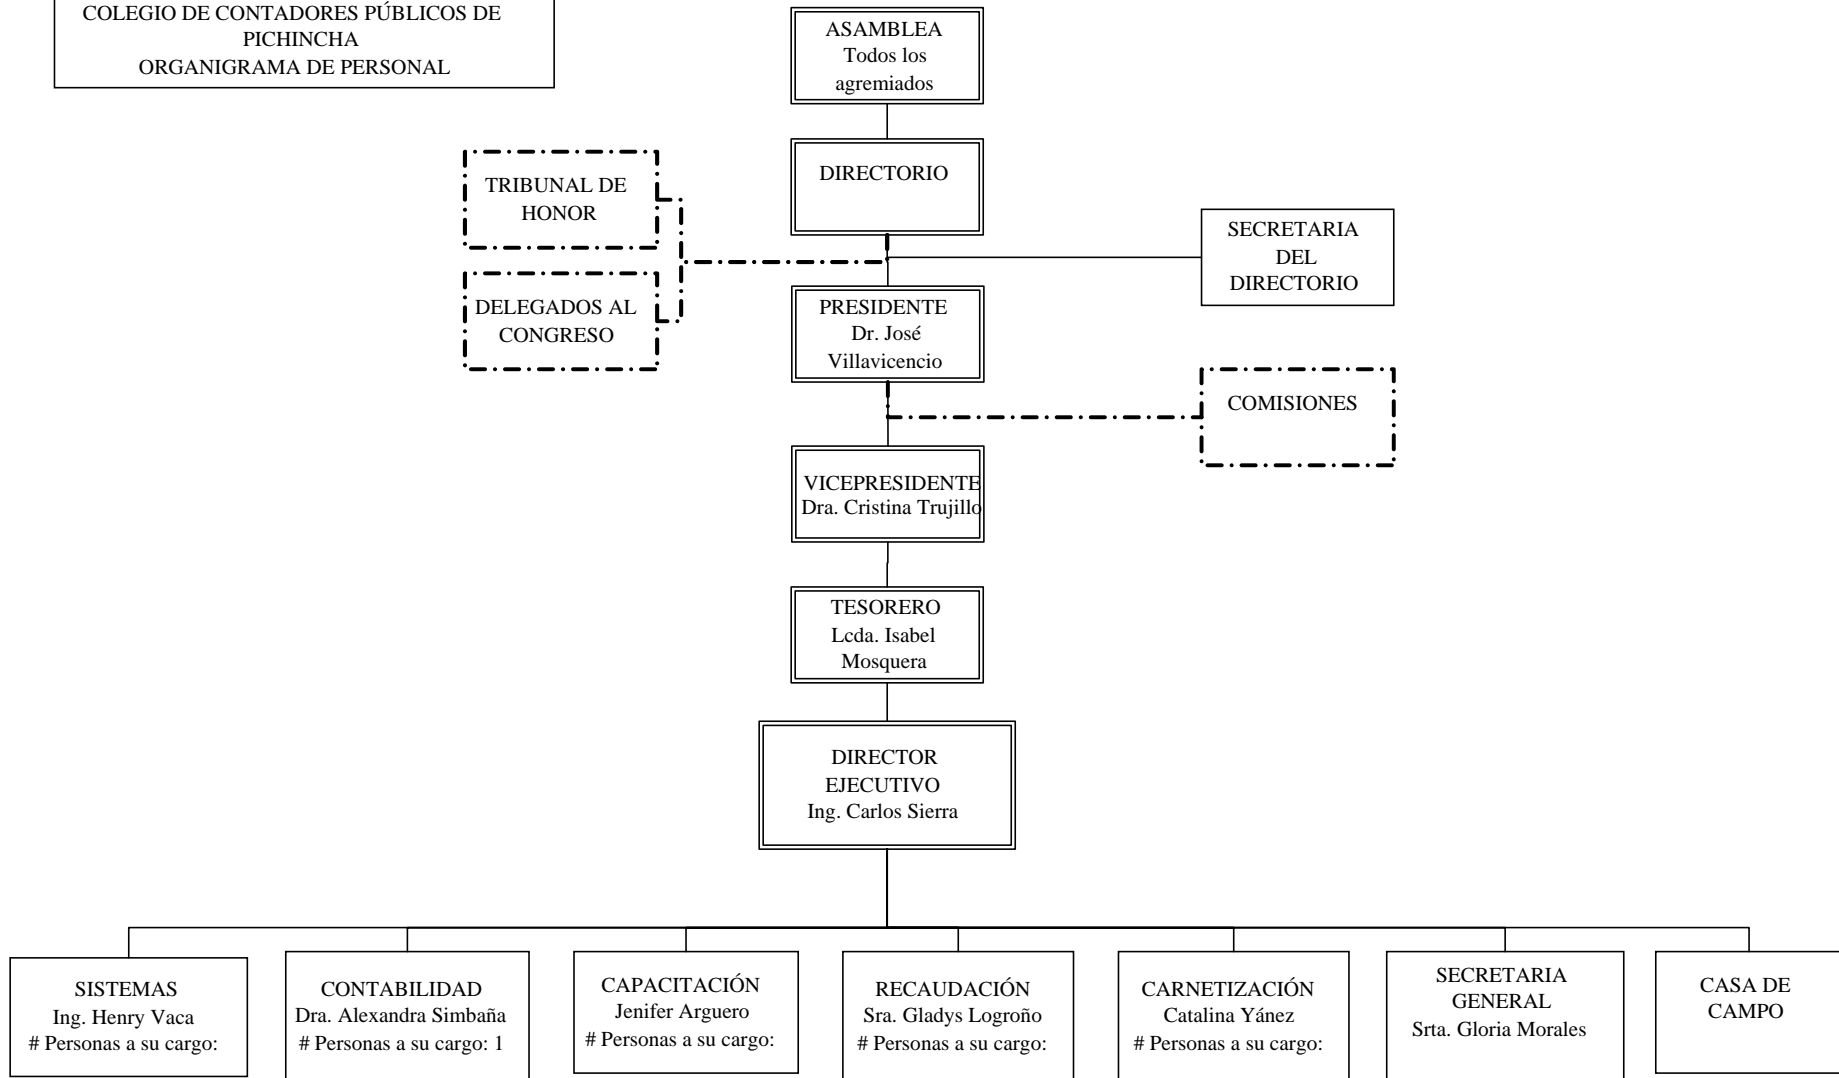 COLEGIO DE CONTADORES PÚBLICOS DE
PICHINCHA
ORGANIGRAMA DE PERSONAL
ASAMBLEA
Todos los
agremiados
DIRECTORIO
TRIBUNAL DE
HONOR
SECRETARIA
DEL
DIRECTORIO
DELEGADOS AL
CONGRESO
PRESIDENTE
Dr. José
Villavicencio
COMISIONES
VICEPRESIDENTE
Dra. Cristina Trujillo
TESORERO
Lcda. Isabel
Mosquera
DIRECTOR
EJECUTIVO
Ing. Carlos Sierra
SISTEMAS
Ing. Henry Vaca
# Personas a su cargo:
CONTABILIDAD
Dra. Alexandra Simbaña
# Personas a su cargo: 1
CAPACITACIÓN
Jenifer Arguero
# Personas a su cargo:
RECAUDACIÓN
Sra. Gladys Logroño
# Personas a su cargo:
CARNETIZACIÓN
Catalina Yánez
# Personas a su cargo:
SECRETARIA
GENERAL
Srta. Gloria Morales
CASA DE
CAMPO